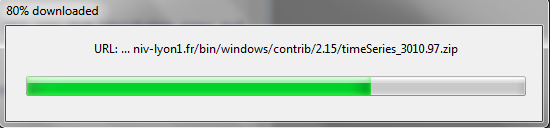 80% downloaded
URL: ... niv-lyon1.fr/bin/windows/contrib/2.15/timeSeries_3010.97.zip